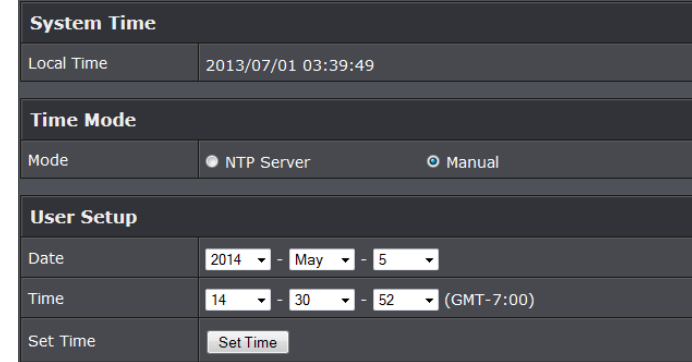 System Time
Local Time 2013/07/01 03:39:49
Time Mode
Mode NTP Server Manual
User Setup
Date 2014 - May - 5
Time 14 - 30 - 52 (GMT-7:00)
Set Time Set Time